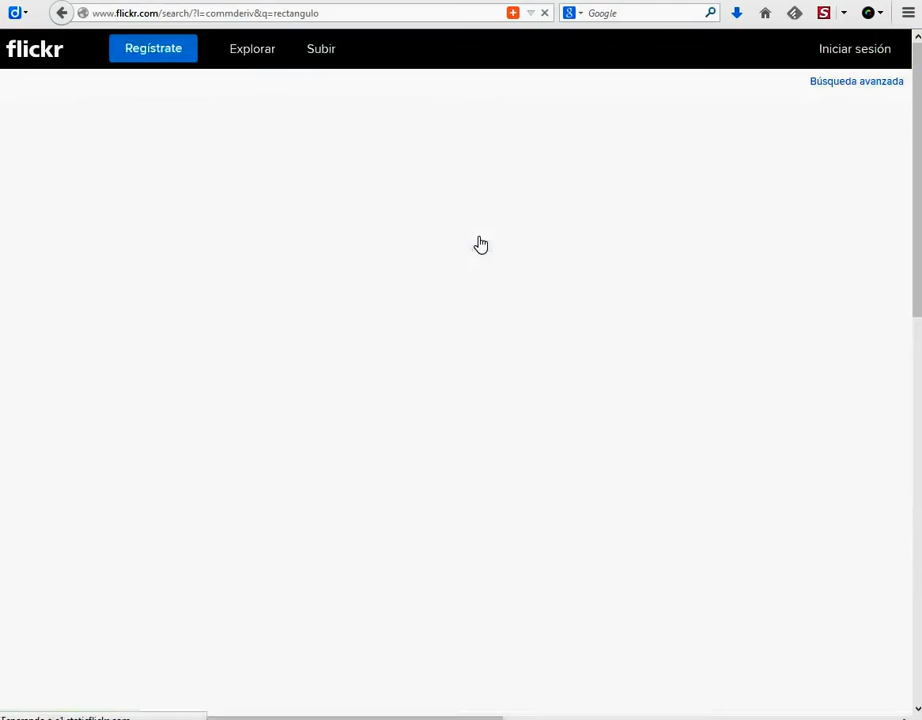 www.flickr.com/search/?l=commderiv&q=rectangulo
Google
flickr
Regístrate
Explorar
Subir
Iniciar sesión
Búsqueda avanzada